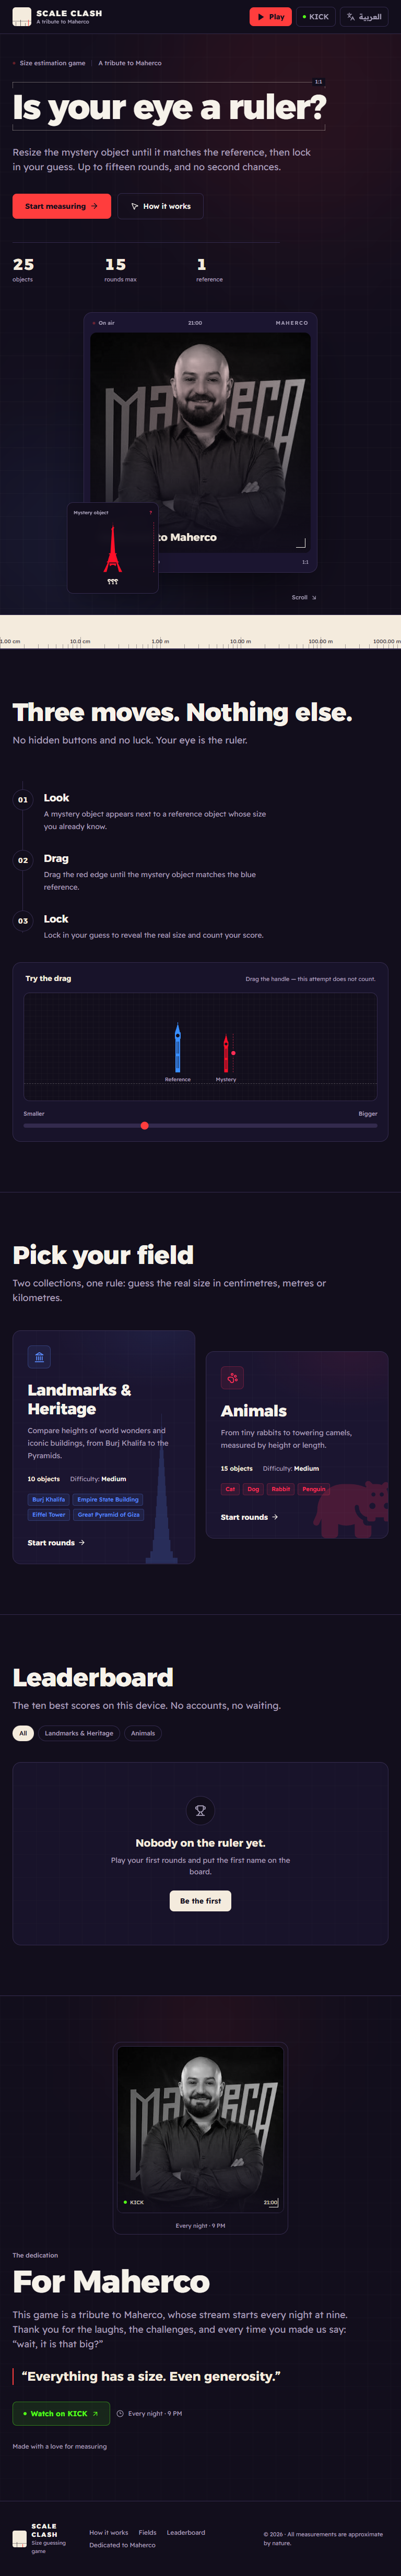 SCALE CLASH
A tribute to Maherco
Play
KICK
العربية
Size estimation game
A tribute to Maherco
1:1
Is your eye a ruler?
Resize the mystery object until it matches the reference, then lock
in your guess. Up to fifteen rounds, and no second chances.
Start measuring
How it works
25
objects
15
rounds max
1
reference
On air
21:00
MAHERCO
Mystery object
?
؟؟؟
to Maherco
1:1
Scroll
1.00 cm
10.0 cm
1.00 m
10.00 m
100.00 m
1000.00 m
Three moves. Nothing else.
No hidden buttons and no luck. Your eye is the ruler.
01
Look
A mystery object appears next to a reference object whose size
you already know.
02
Drag
Drag the red edge until the mystery object matches the blue
reference.
03
Lock
Lock in your guess to reveal the real size and count your score.
Try the drag
Drag the handle — this attempt does not count.
Reference
Mystery
Smaller
Bigger
Pick your field
Two collections, one rule: guess the real size in centimetres, metres or
kilometres.
Landmarks &
Heritage
Compare heights of world wonders and
iconic buildings, from Burj Khalifa to the
Pyramids.
10 objects
Difficulty: Medium
Burj Khalifa
Empire State Building
Eiffel Tower
Great Pyramid of Giza
Start rounds
Animals
From tiny rabbits to towering camels,
measured by height or length.
15 objects
Difficulty: Medium
Cat
Dog
Rabbit
Penguin
Start rounds
Leaderboard
The ten best scores on this device. No accounts, no waiting.
All
Landmarks & Heritage
Animals
Nobody on the ruler yet.
Play your first rounds and put the first name on the
board.
Be the first
KICK
21:00
Every night · 9 PM
The dedication
For Maherco
This game is a tribute to Maherco, whose stream starts every night at nine.
Thank you for the laughs, the challenges, and every time you made us say:
“wait, it is that big?”
“Everything has a size. Even generosity.”
Watch on KICK
Every night · 9 PM
Made with a love for measuring
SCALE
CLASH
Size guessing
game
How it works
Fields
Leaderboard
Dedicated to Maherco
© 2026 · All measurements are approximate
by nature.